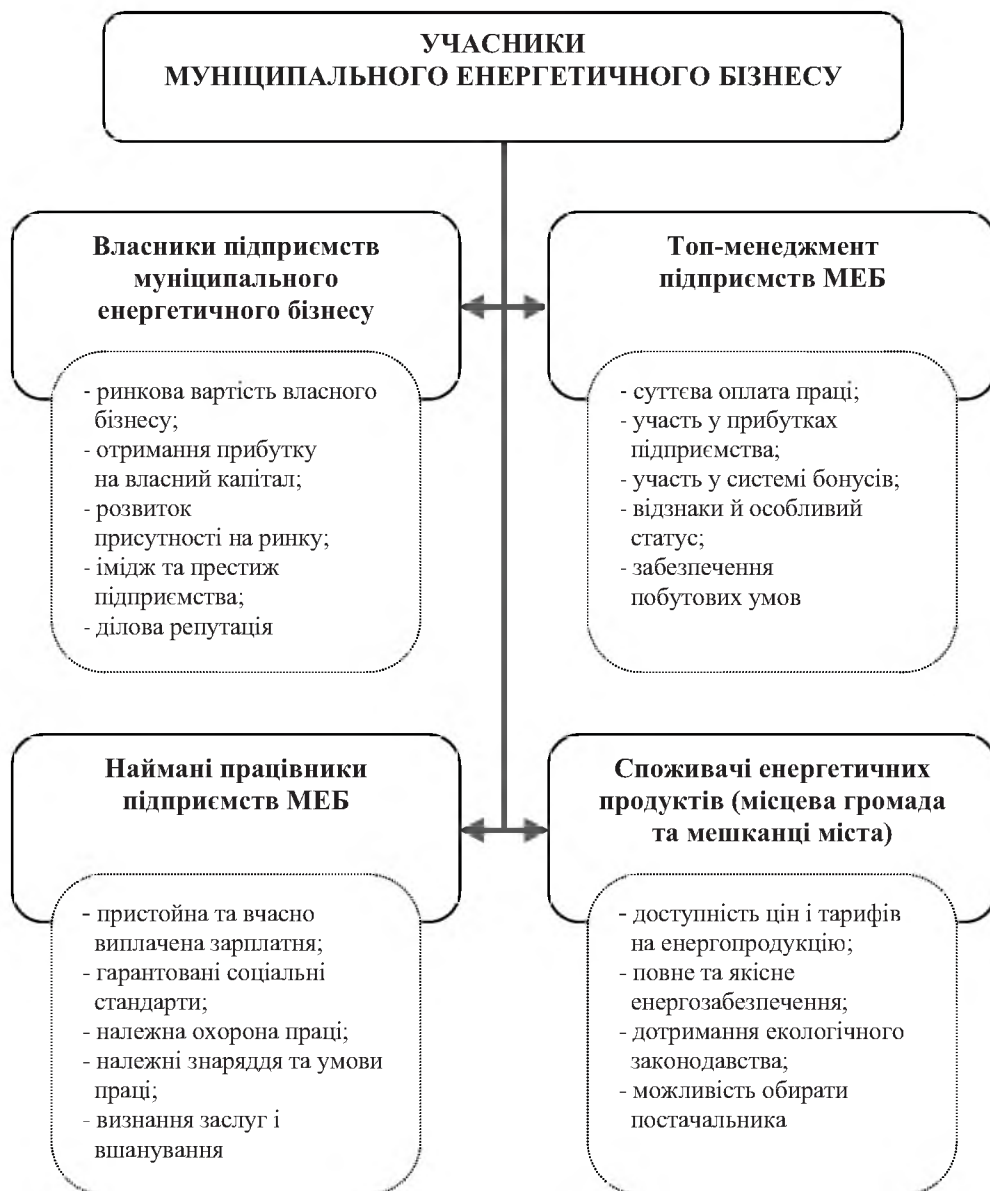 УЧАСНИКИ
МУНІЦИПАЛЬНОГО ЕНЕРГЕТИЧНОГО БІЗНЕСУ
Власники підприємств
муніципального
енергетичного бізнесу
- ринкова вартість власного
бізнесу;
- отримання прибутку
на власний капітал;
- розвиток
присутності на ринку;
- імідж та престиж
підприємства;
- ділова репутація
Топ-менеджмент
підприємств МЕБ
- суттєва оплата праці;
- участь у прибутках
підприємства;
- участь у системі бонусів;
- відзнаки й особливий
статус;
- забезпечення
побутових умов
Наймані працівники
підприємств МЕБ
- пристойна та вчасно
виплачена зарплатня;
- гарантовані соціальні
стандарти;
- належна охорона праці;
- належні знаряддя та умови
праці;
- визнання заслуг і
вшанування
Споживачі енергетичних
продуктів (місцева громада
та мешканці міста)
- доступність цін і тарифів
на енергопродукцію;
- повне та якісне
енергозабезпечення;
- дотримання екологічного
законодавства;
- можливість обирати
постачальника